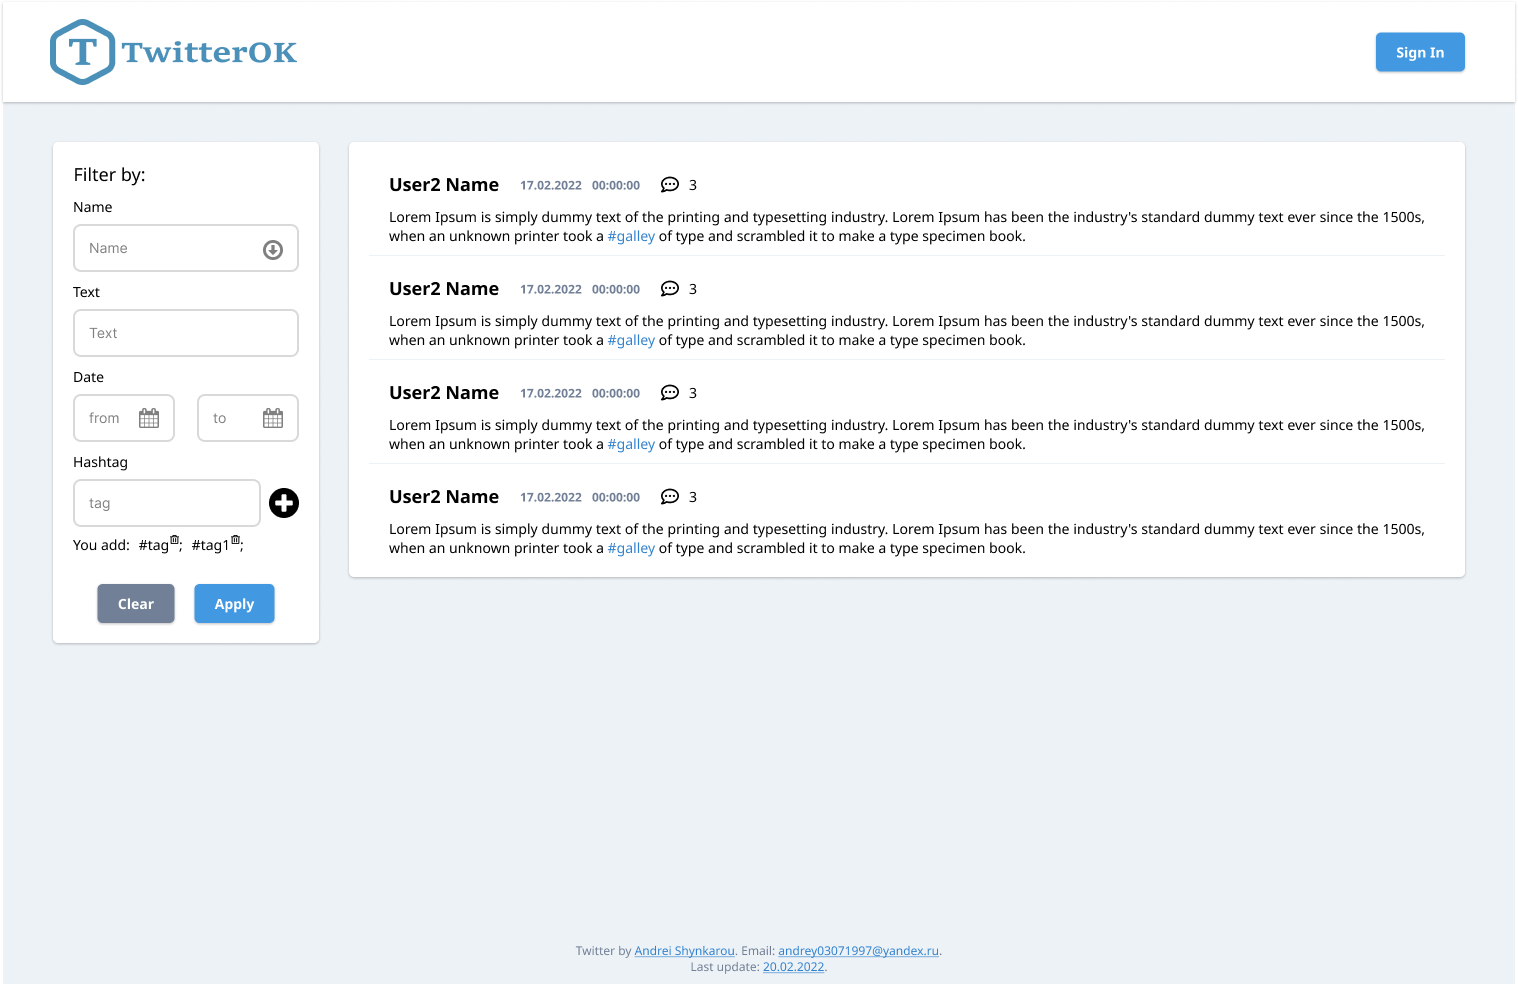 T TwitterOK
Sign In
Filter by:
Name
Name
Text
Text
Date
from to
Hashtag
tag
You add: #tag; #tag1;
Clear Apply
User2 Name 17.02.2022 00:00:00 3
Lorem Ipsum is simply dummy text of the printing and typesetting industry. Lorem Ipsum has been the industry's standard dummy text ever since the 1500s,
when an unknown printer took a #galley of type and scrambled it to make a type specimen book.
User2 Name 17.02.2022 00:00:00 3
Lorem Ipsum is simply dummy text of the printing and typesetting industry. Lorem Ipsum has been the industry's standard dummy text ever since the 1500s,
when an unknown printer took a #galley of type and scrambled it to make a type specimen book.
User2 Name 17.02.2022 00:00:00 3
Lorem Ipsum is simply dummy text of the printing and typesetting industry. Lorem Ipsum has been the industry's standard dummy text ever since the 1500s,
when an unknown printer took a #galley of type and scrambled it to make a type specimen book.
User2 Name 17.02.2022 00:00:00 3
Lorem Ipsum is simply dummy text of the printing and typesetting industry. Lorem Ipsum has been the industry's standard dummy text ever since the 1500s,
when an unknown printer took a #galley of type and scrambled it to make a type specimen book.
Twitter by Andrei Shynkarou. Email: andrey03071997@yandex.ru.
Last update: 20.02.2022.